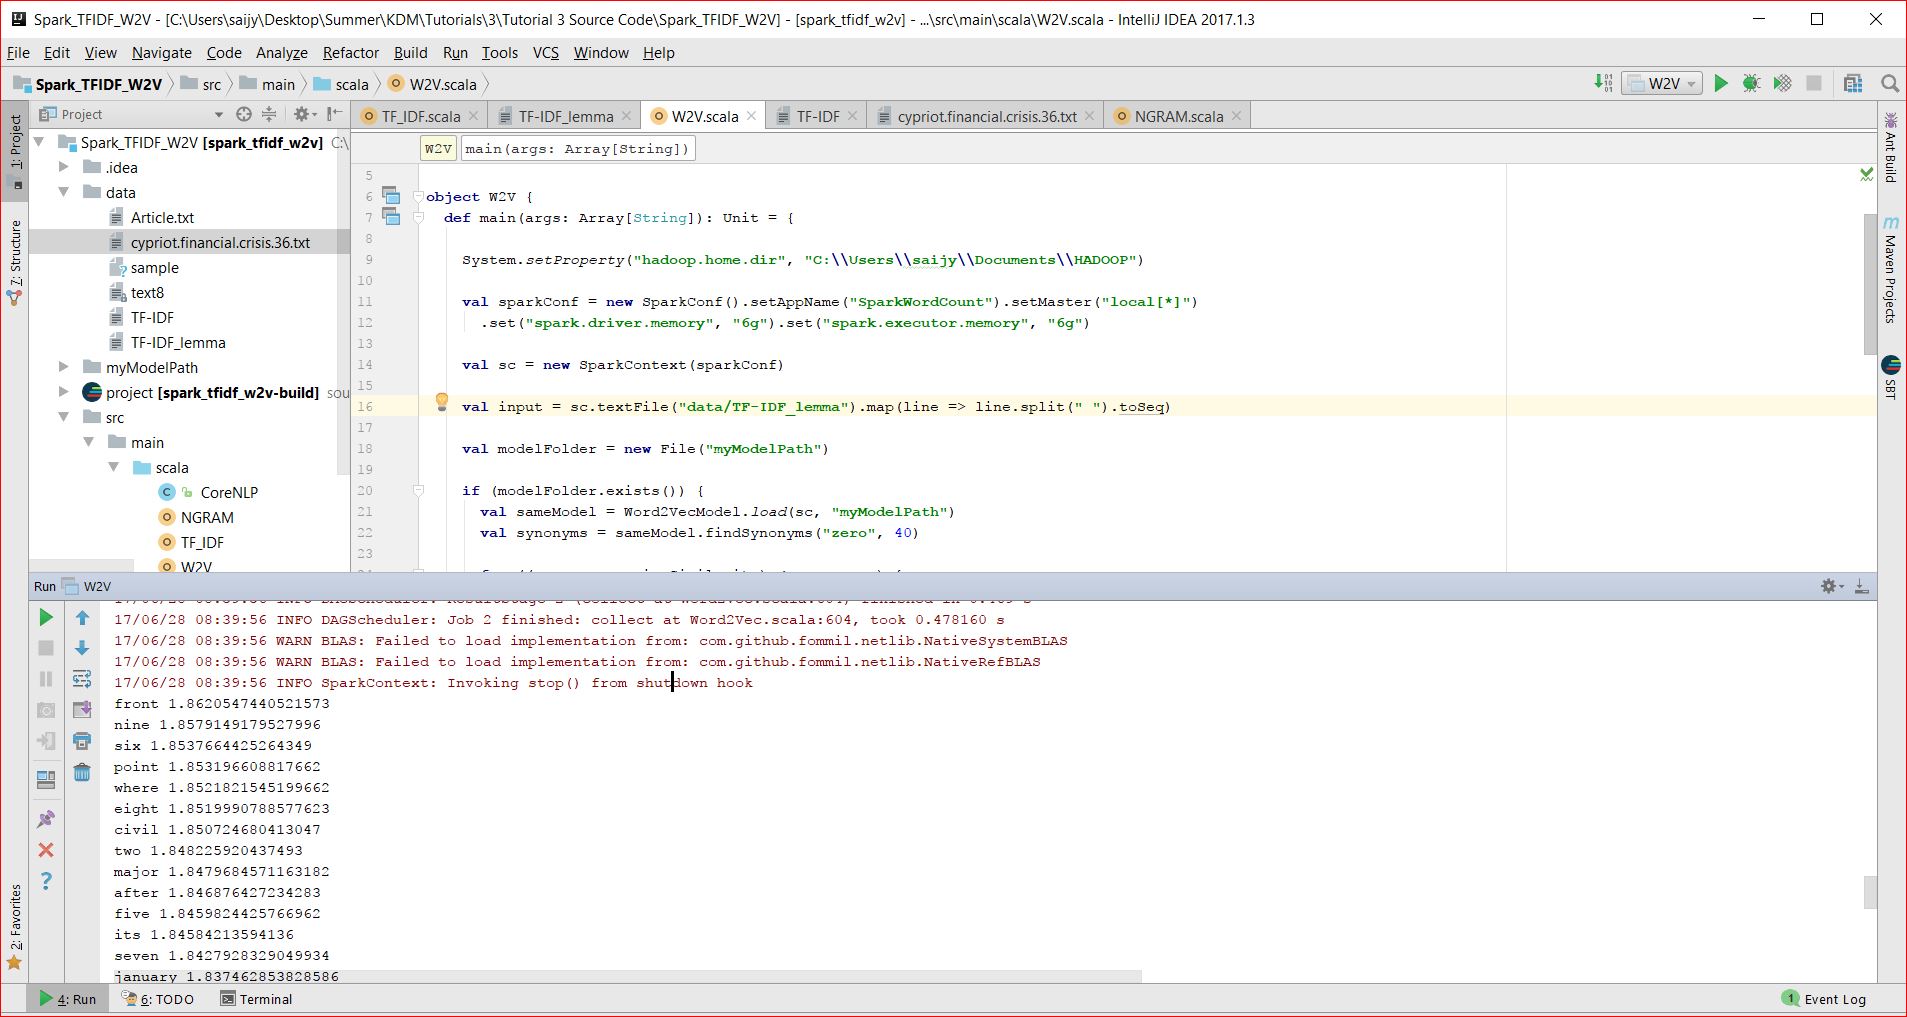 Spark_TFIDF_W2V - [C:\Users\saijy\Desktop\Summer\KDM\Tutorials\3\Tutorial 3 Source Code\Spark_TFIDF_W2V] - [spark_tfidf_w2v] - ...\src\main\scala\W2V.scala - IntelliJ IDEA 2017.1.3
File Edit View Navigate Code Analyze Refactor Build Run Tools VCS Window Help
Spark_TFIDF_W2V src main scala W2V.scala
W2V
Project
TF_IDF.scala TF-IDF_lemma W2V.scala TF-IDF cypriot.financial.crisis.36.txt NGRAM.scala
1: Project
7: Structure
2: Favorites
Spark_TFIDF_W2V [spark_tfidf_w2v] C:\
.idea
data
Article.txt
cypriot.financial.crisis.36.txt
sample
text8
TF-IDF
TF-IDF_lemma
myModelPath
project [spark_tfidf_w2v-build] sou
src
main
scala
CoreNLP
NGRAM
TF_IDF
W2V
W2V main(args: Array[String])
5
6 object W2V {
7 def main(args: Array[String]): Unit = {
8
9 System.setProperty("hadoop.home.dir", "C:\\Users\\saijy\\Documents\\HADOOP")
10
11 val sparkConf = new SparkConf().setAppName("SparkWordCount").setMaster("local[*]")
12 .set("spark.driver.memory", "6g").set("spark.executor.memory", "6g")
13
14 val sc = new SparkContext(sparkConf)
15
16 val input = sc.textFile("data/TF-IDF_lemma").map(line => line.split(" ").toSeq)
17
18 val modelFolder = new File("myModelPath")
19
20 if (modelFolder.exists()) {
21 val sameModel = Word2VecModel.load(sc, "myModelPath")
22 val synonyms = sameModel.findSynonyms("zero", 40)
23
Ant Build
Maven Projects
SBT
Run W2V
17/06/28 08:39:56 INFO DAGScheduler: Job 2 finished: collect at Word2Vec.scala:604, took 0.478160 s
17/06/28 08:39:56 WARN BLAS: Failed to load implementation from: com.github.fommil.netlib.NativeSystemBLAS
17/06/28 08:39:56 WARN BLAS: Failed to load implementation from: com.github.fommil.netlib.NativeRefBLAS
17/06/28 08:39:56 INFO SparkContext: Invoking stop() from shutdown hook
front 1.8620547440521573
nine 1.8579149179527996
six 1.8537664425264349
point 1.853196608817662
where 1.8521821545199662
eight 1.8519990788577623
civil 1.850724680413047
two 1.848225920437493
major 1.8479684571163182
after 1.846876427234283
five 1.8459824425766962
its 1.84584213594136
seven 1.8427928329049934
january 1.837462853828586
4: Run 6: TODO Terminal
1 Event Log